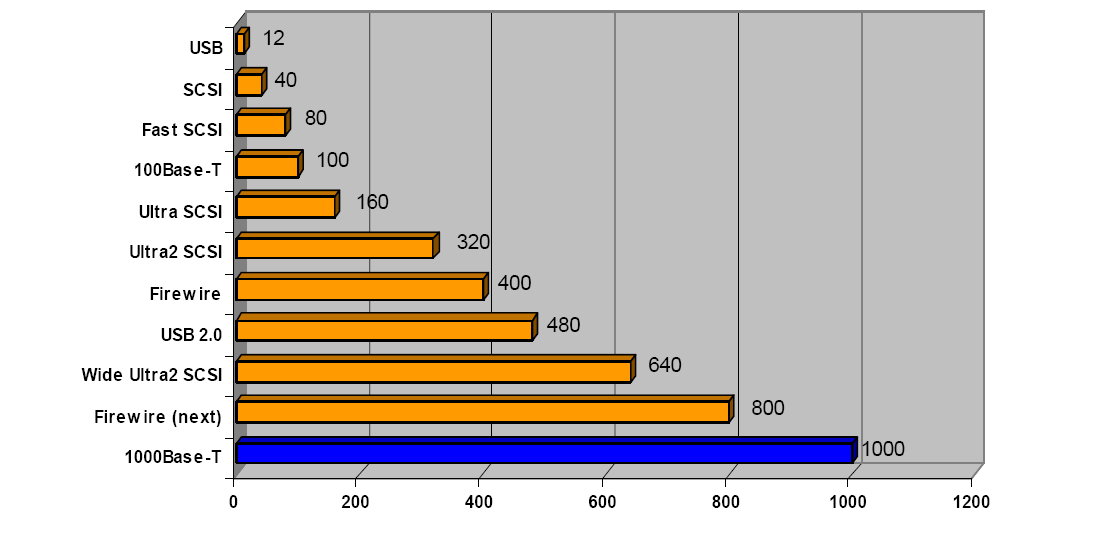 USB 12
SCSI 40
Fast SCSI 80
100Base-T 100
Ultra SCSI 160
Ultra2 SCSI 320
Firewire 400
USB 2.0 480
Wide Ultra2 SCSI 640
Firewire (next) 800
1000Base-T 1000
0 200 400 600 800 1000 1200